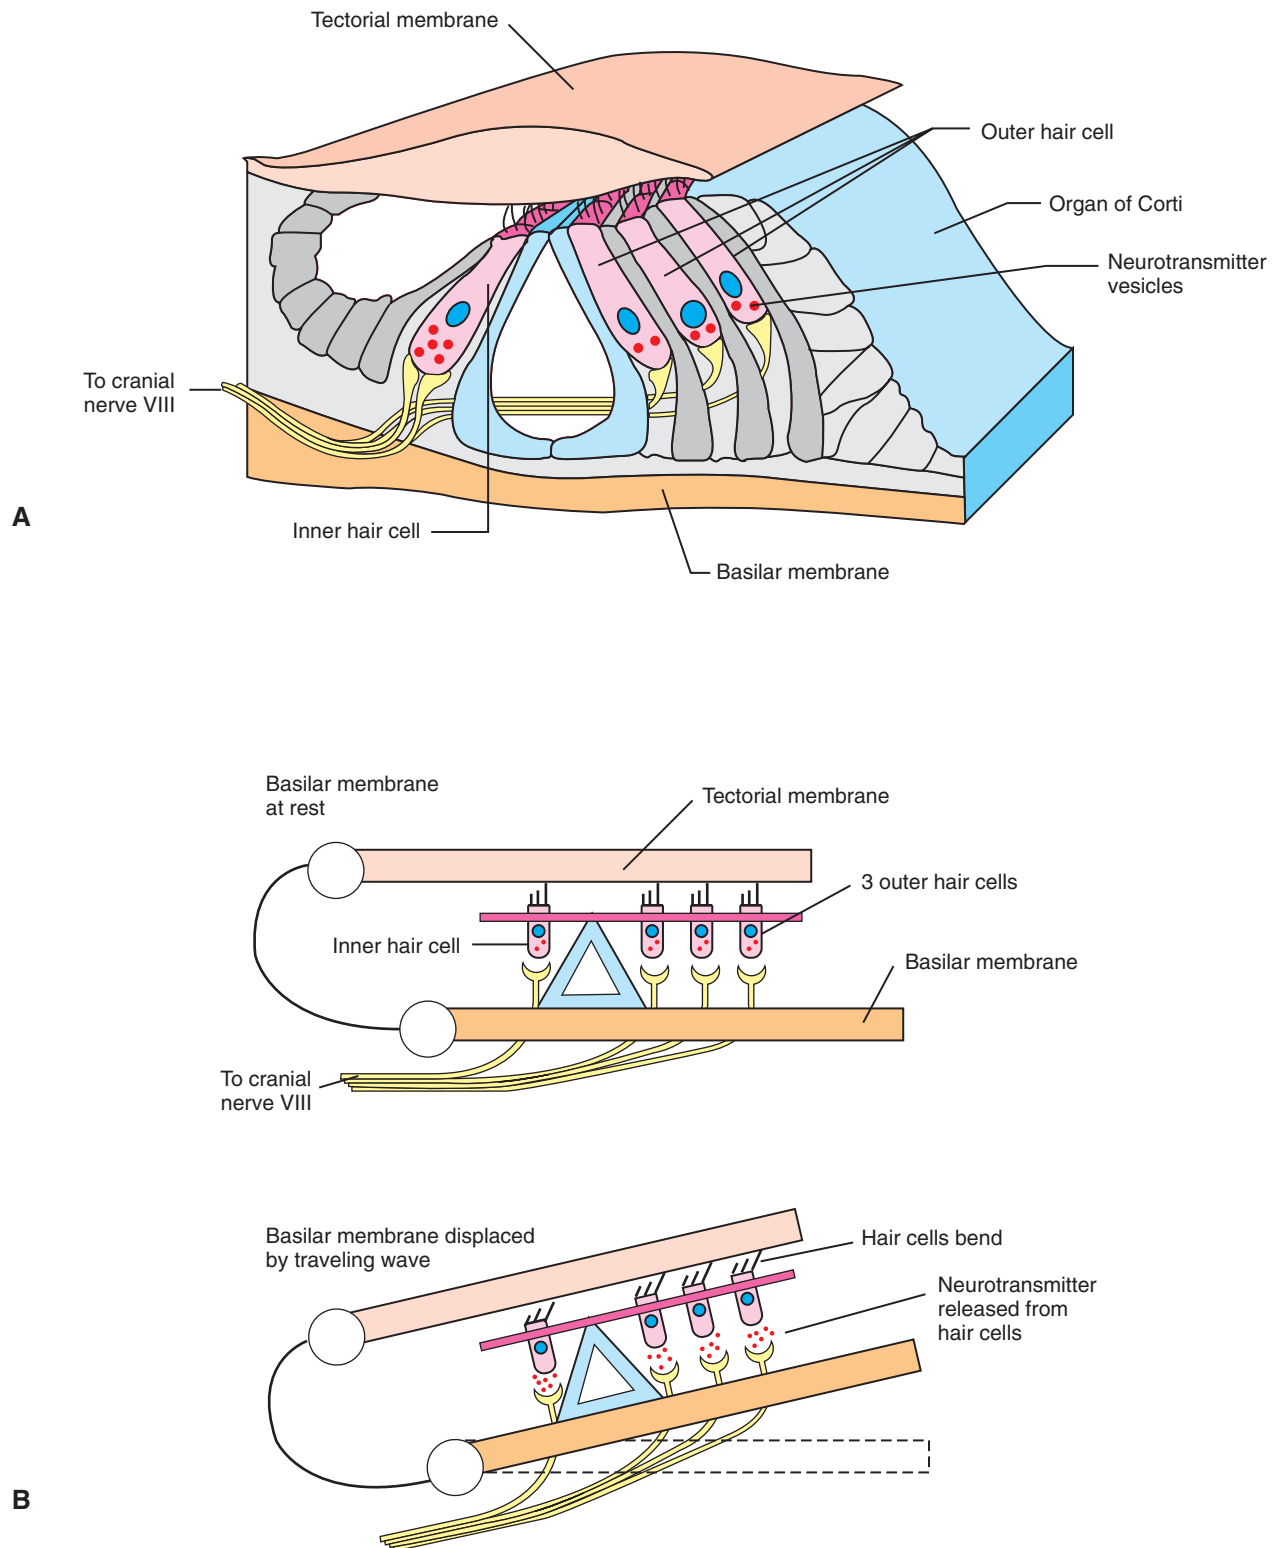 Tectorial membrane
Outer hair cell
Organ of Corti
Neurotransmitter
vesicles
To cranial
nerve VIII
A
Inner hair cell
Basilar membrane
Basilar membrane
at rest
Tectorial membrane
3 outer hair cells
Inner hair cell
Basilar membrane
To cranial
nerve VIII
Basilar membrane displaced
by traveling wave
Hair cells bend
Neurotransmitter
released from
hair cells
B